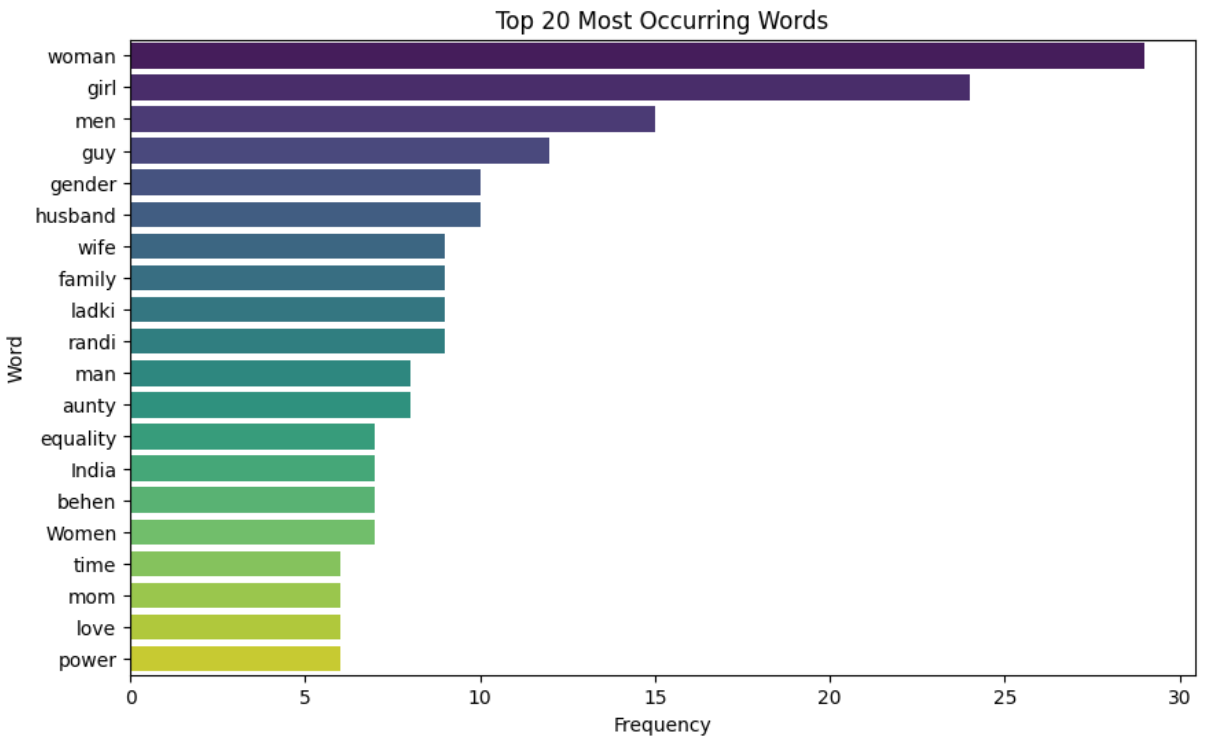 Top 20 Most Occurring Words
woman
girl
men
guy
gender
husband
wife
family
ladki
randi
man
aunty
equality
India
behen
Women
time
mom
love
power
Word
0 5 10 15 20 25 30
Frequency